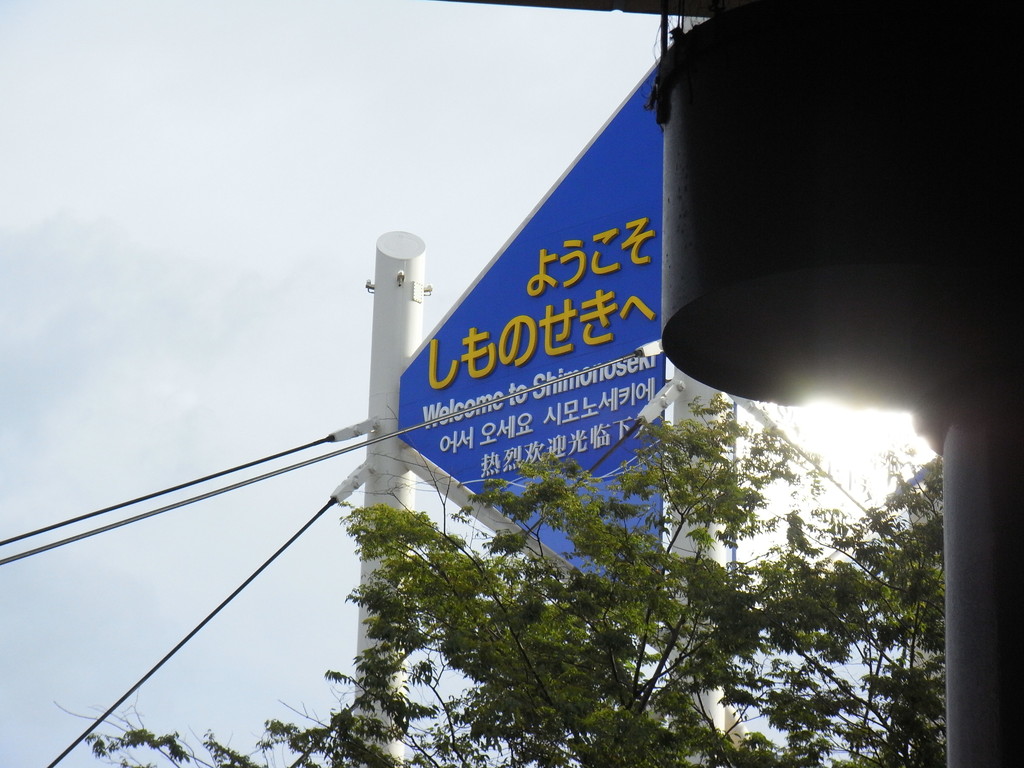 ようこそ
しものせきへ
Welcome to Shimonoseki
어서 오세요 시모노세키에
热烈欢迎光临下